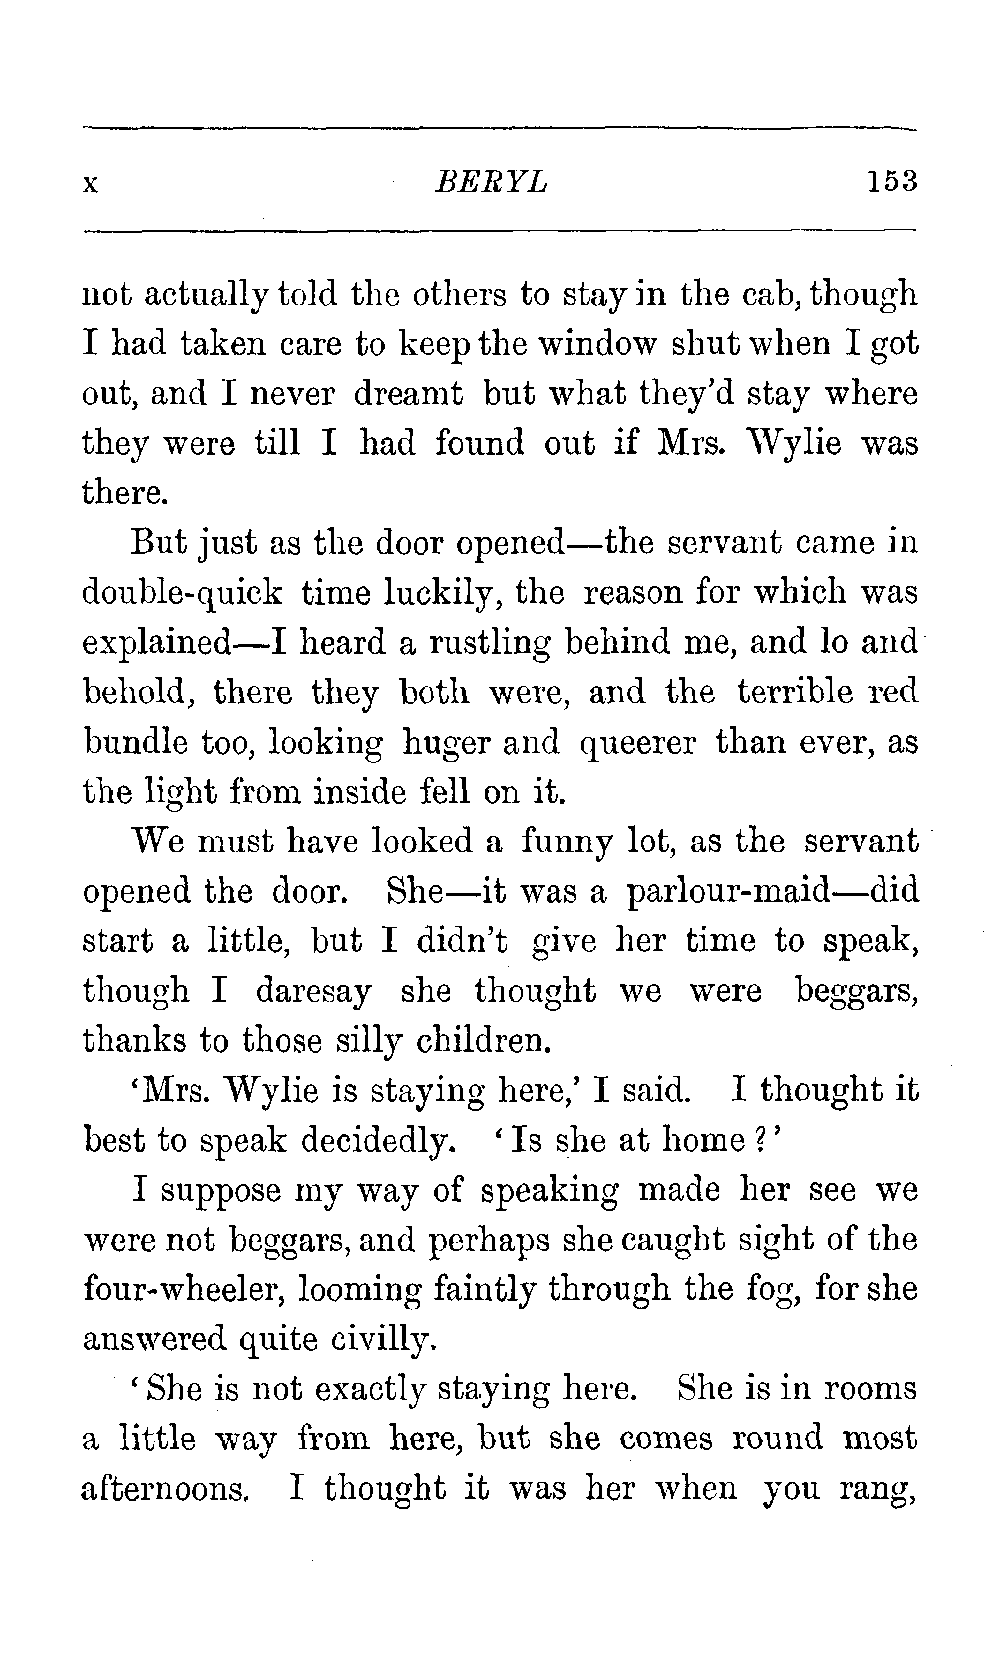 x BERYL 153
not actually told the others to stay in the cab, though
I had taken care to keep the window shut when I got
out, and I never dreamt but what they'd stay where
they were till I had found out if Mrs. Wylie was
there.
But just as the door opened—the servant came in
double-quick time luckily, the reason for which was
explained—I heard a rustling behind me, and lo and
behold, there they both were, and the terrible red
bundle too, looking huger and queerer than ever, as
the light from inside fell on it.
We must have looked a funny lot, as the servant
opened the door. She—it was a parlour-maid—did
start a little, but I didn't give her time to speak,
though I daresay she thought we were beggars,
thanks to those silly children.
'Mrs. Wylie is staying here,' I said. I thought it
best to speak decidedly. 'Is she at home?'
I suppose my way of speaking made her see we
were not beggars, and perhaps she caught sight of the
four-wheeler, looming faintly through the fog, for she
answered quite civilly.
'She is not exactly staying here. She is in rooms
a little way from here, but she comes round most
afternoons. I thought it was her when you rang,